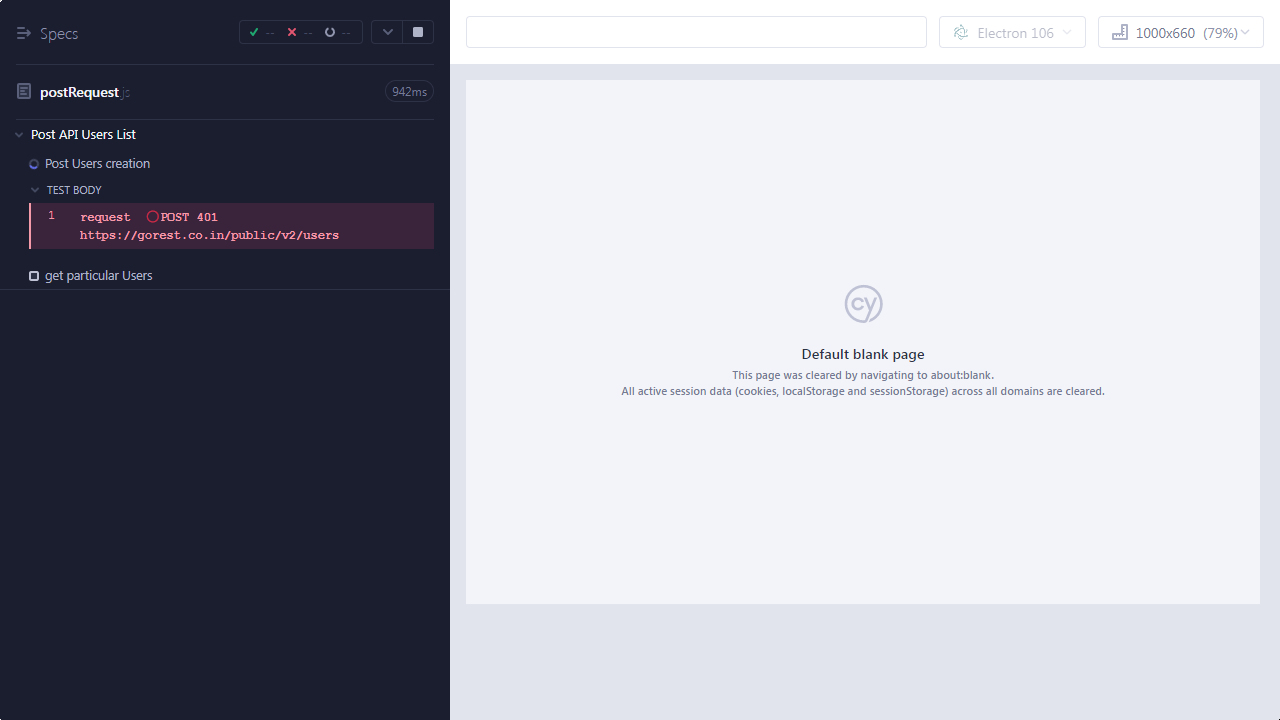 Specs
--
--
--
Electron 106
1000x660 (79%)
postRequest.js
942ms
Post API Users List
Post Users creation
TEST BODY
1 request POST 401
https://gorest.co.in/public/v2/users
get particular Users
cy
Default blank page
This page was cleared by navigating to about:blank.
All active session data (cookies, localStorage and sessionStorage) across all domains are cleared.